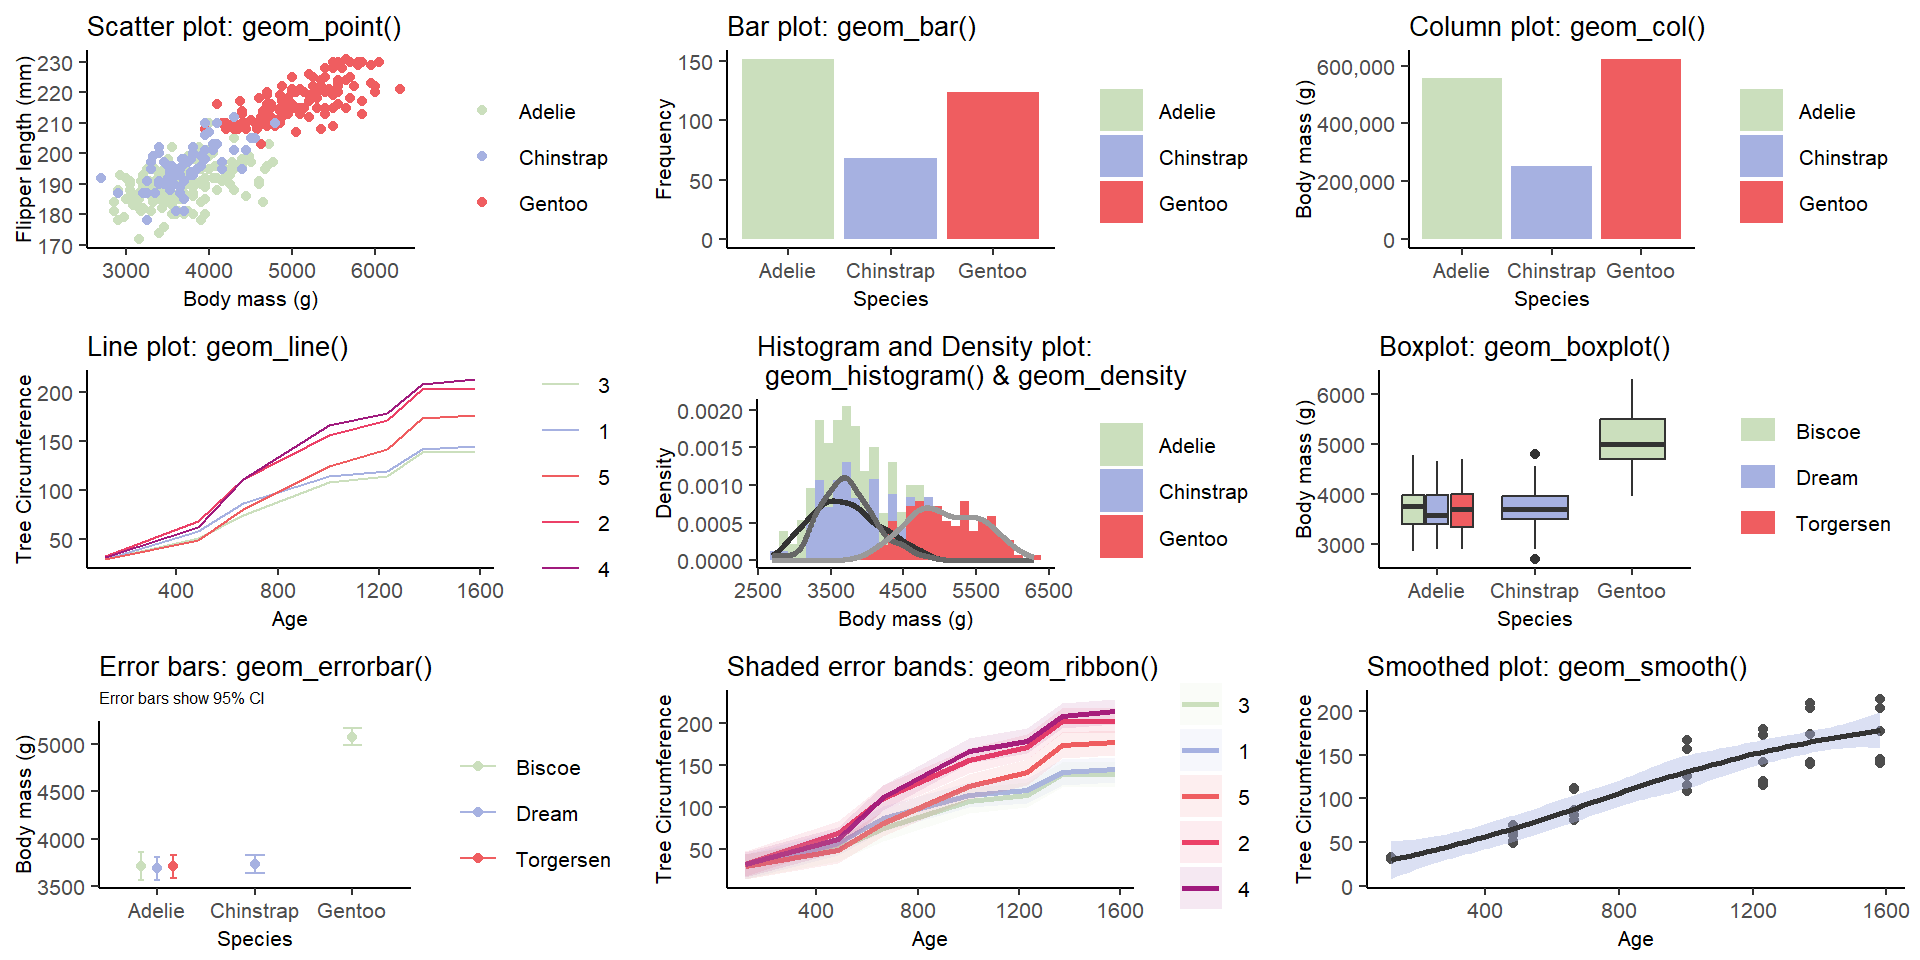 Scatter plot: geom_point()
Flipper length (mm)
230
220
210
200
190
180
170
3000 4000 5000 6000
Body mass (g)
Adelie
Chinstrap
Gentoo
Bar plot: geom_bar()
Frequency
150
100
50
0
Adelie Chinstrap Gentoo
Species
Adelie
Chinstrap
Gentoo
Column plot: geom_col()
Body mass (g)
600,000
400,000
200,000
0
Adelie Chinstrap Gentoo
Species
Adelie
Chinstrap
Gentoo
Line plot: geom_line()
Tree Circumference
200
150
100
50
400 800 1200 1600
Age
3
1
5
2
4
Histogram and Density plot:
geom_histogram() & geom_density
Density
0.0020
0.0015
0.0010
0.0005
0.0000
2500 3500 4500 5500 6500
Body mass (g)
Adelie
Chinstrap
Gentoo
Boxplot: geom_boxplot()
Body mass (g)
6000
5000
4000
3000
Adelie Chinstrap Gentoo
Species
Biscoe
Dream
Torgersen
Error bars: geom_errorbar()
Error bars show 95% CI
Body mass (g)
5000
4500
4000
3500
Adelie Chinstrap Gentoo
Species
Biscoe
Dream
Torgersen
Shaded error bands: geom_ribbon()
Tree Circumference
200
150
100
50
400 800 1200 1600
Age
3
1
5
2
4
Smoothed plot: geom_smooth()
Tree Circumference
200
150
100
50
0
400 800 1200 1600
Age